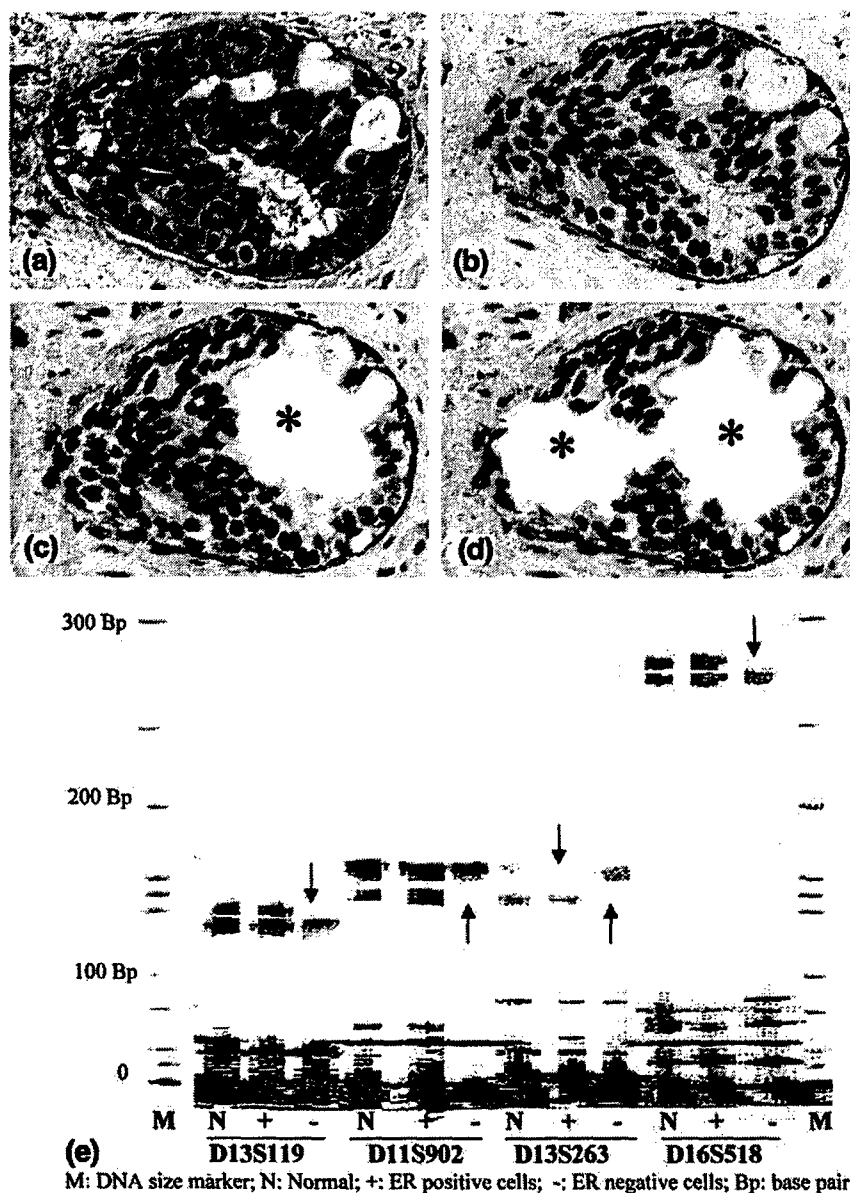 (a)
(b)
*
(c)
*
*
(d)
300 Bp
200 Bp
100 Bp
0
M N + - N + - N + - N + - M
D13S119 D11S902 D13S263 D16S518
(e)
M: DNA size marker; N: Normal; +: ER positive cells; -: ER negative cells; Bp: base pair